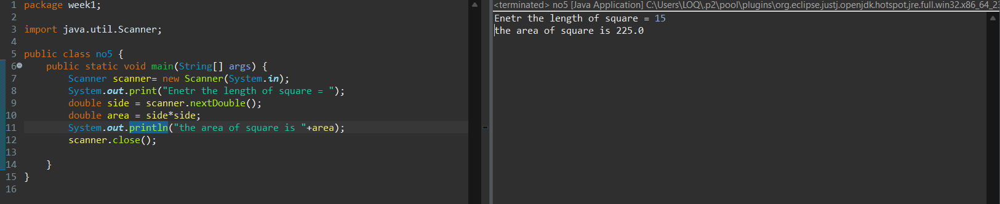 1 package week1;
2
3 import java.util.Scanner;
4
5 public class no5 {
6 public static void main(String[] args) {
7 Scanner scanner= new Scanner(System.in);
8 System.out.print("Enetr the length of square = ");
9 double side = scanner.nextDouble();
10 double area = side*side;
11 System.out.println("the area of square is "+area);
12 scanner.close();
13
14 }
15 }
16
<terminated> no5 [Java Application] C:\Users\LOQ\.p2\pool\plugins\org.eclipse.justj.openjdk.hotspot.jre.full.win32.x86_64_23
Enetr the length of square = 15
the area of square is 225.0